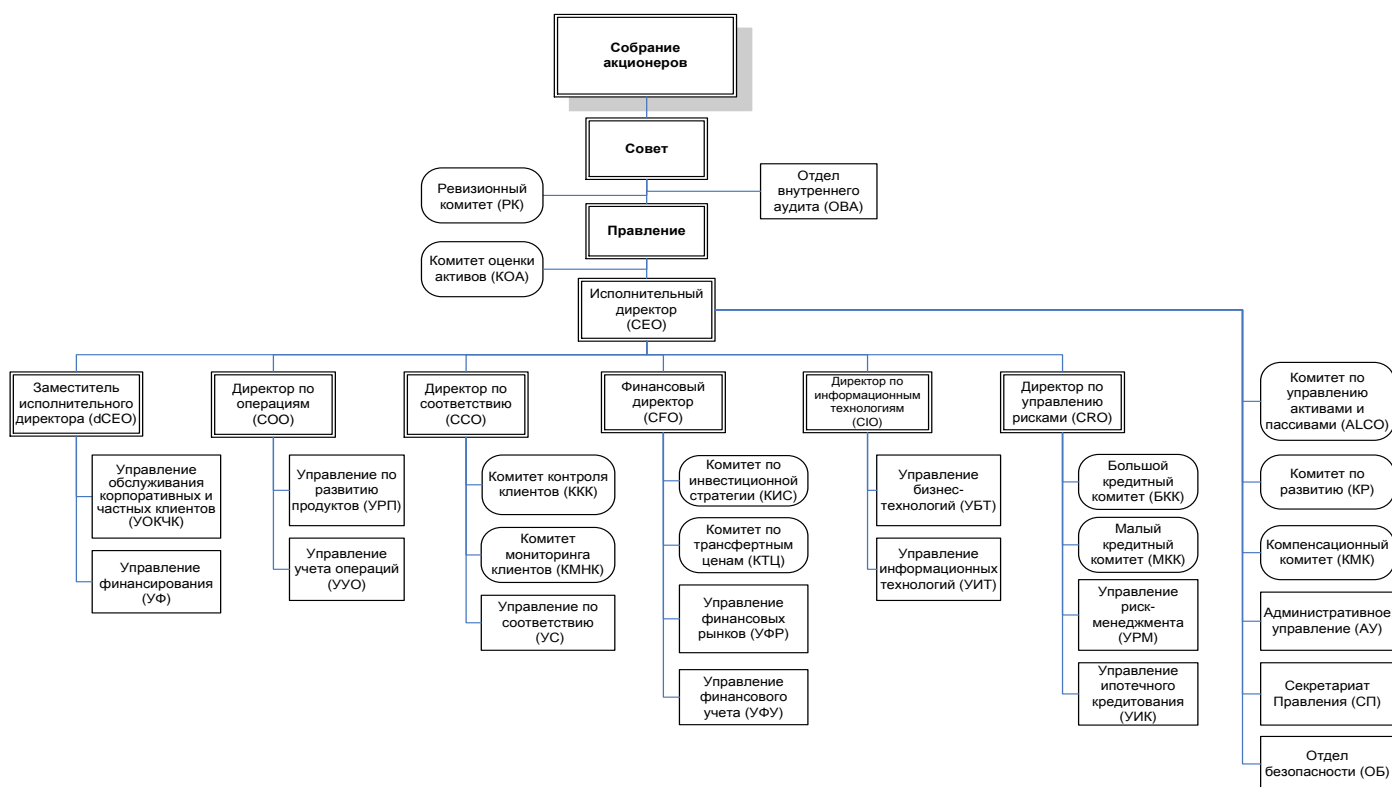 Собрание
акционеров
Совет
Ревизионный
комитет (РК)
Отдел
внутреннего
аудита (ОВА)
Правление
Комитет оценки
активов (КОА)
Исполнительный
директор
(CEO)
Заместитель
исполнительного
директора (dCEO)
Директор по
операциям
(COO)
Директор по
соответствию
(CCO)
Финансовый
директор
(CFO)
Директор по
информационным
технологиям
(CIO)
Директор по
управлению
рисками (CRO)
Комитет по
управлению
активами и
пассивами (ALCO)
Управление
обслуживания
корпоративных и
частных клиентов
(УОКЧК)
Управление
финансирования
(УФ)
Управление по
развитию
продуктов (УРП)
Управление
учета операций
(УУО)
Комитет контроля
клиентов (ККК)
Комитет
мониторинга
клиентов (КМНК)
Управление по
соответствию
(УС)
Комитет по
инвестиционной
стратегии (КИС)
Комитет по
трансфертным
ценам (КТЦ)
Управление
финансовых
рынков (УФР)
Управление
финансового
учета (УФУ)
Управление
бизнес-
технологий (УБТ)
Управление
информационных
технологий (УИТ)
Большой
кредитный
комитет (БКК)
Малый
кредитный
комитет (МКК)
Управление
риск-
менеджмента
(УРМ)
Управление
ипотечного
кредитования
(УИК)
Комитет по
развитию (КР)
Компенсационный
комитет (КМК)
Административное
управление (АУ)
Секретариат
Правления (СП)
Отдел
безопасности (ОБ)